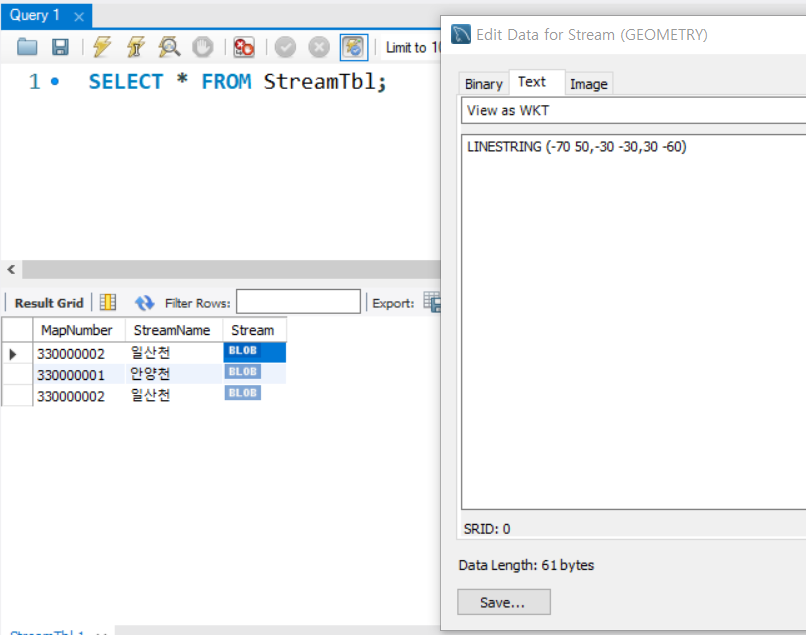 Query 1
Limit to 10
1 SELECT * FROM StreamTbl;
Result Grid
Filter Rows:
Export:
MapNumber StreamName Stream
330000002 일산천 BLOB
330000001 안양천 BLOB
330000002 일산천 BLOB
StreamTbl 1
Edit Data for Stream (GEOMETRY)
Binary Text Image
View as WKT
LINESTRING (-70 50,-30 -30,30 -60)
SRID: 0
Data Length: 61 bytes
Save...